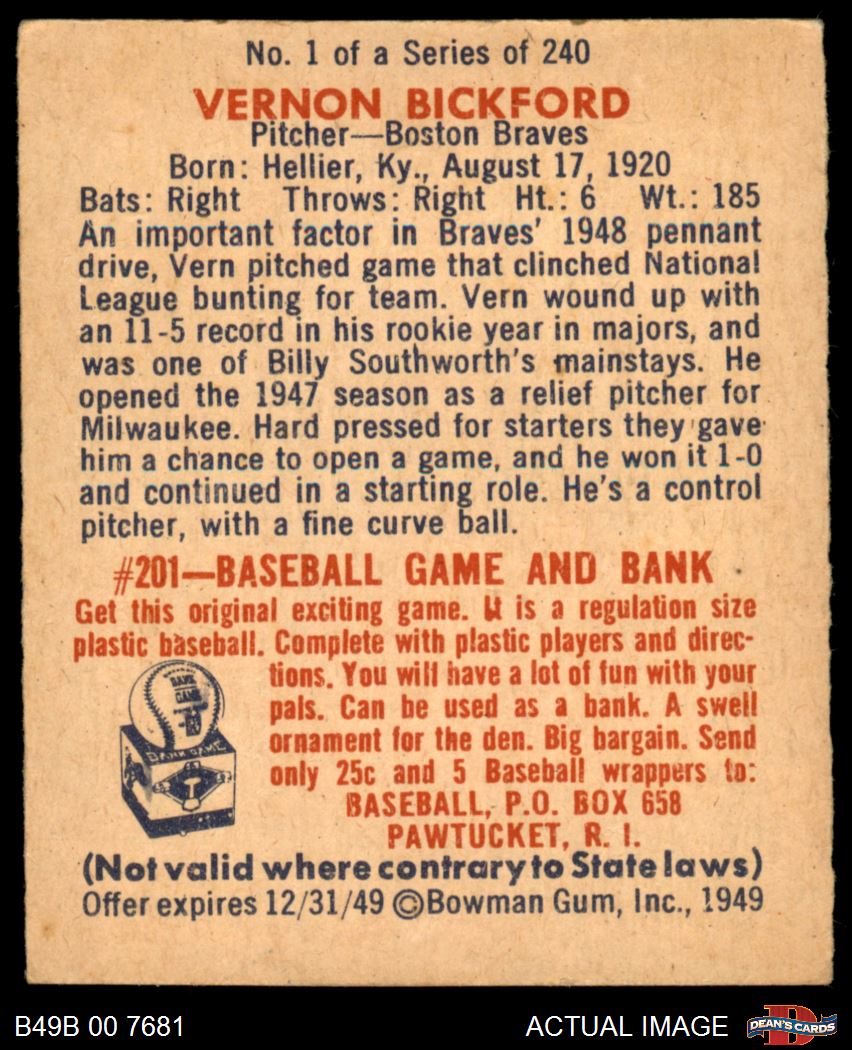 No. 1 of a Series of 240
VERNON BICKFORD
Pitcher—Boston Braves
Born: Hellier, Ky., August 17, 1920
Bats: Right Throws: Right Ht.: 6 Wt.: 185
An important factor in Braves' 1948 pennant
drive, Vern pitched game that clinched National
League bunting for team. Vern wound up with
an 11-5 record in his rookie year in majors, and
was one of Billy Southworth's mainstays. He
opened the 1947 season as a relief pitcher for
Milwaukee. Hard pressed for starters they gave
him a chance to open a game, and he won it 1-0
and continued in a starting role. He's a control
pitcher, with a fine curve ball.
#201—BASEBALL GAME AND BANK
Get this original exciting game. It is a regulation size
plastic baseball. Complete with plastic players and direc-
tions. You will have a lot of fun with your
pals. Can be used as a bank. A swell
ornament for the den. Big bargain. Send
only 25c and 5 Baseball wrappers to:
BASEBALL, P.O. BOX 658
PAWTUCKET, R. I.
BANK GAME
BANK GAME
(Not valid where contrary to State laws)
Offer expires 12/31/49 ©Bowman Gum, Inc., 1949
B49B 00 7681
ACTUAL IMAGE
DEAN'S CARDS